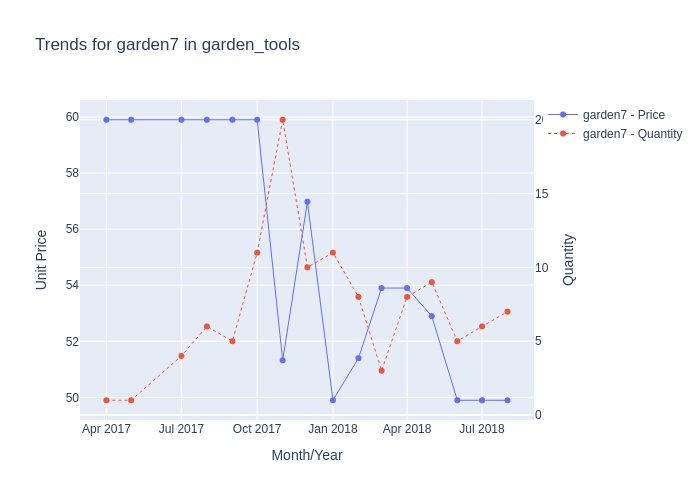 Trends for garden7 in garden_tools
garden7 - Price
garden7 - Quantity
60
58
56
54
52
50
Unit Price
20
15
10
5
0
Quantity
Apr 2017
Jul 2017
Oct 2017
Jan 2018
Apr 2018
Jul 2018
Month/Year